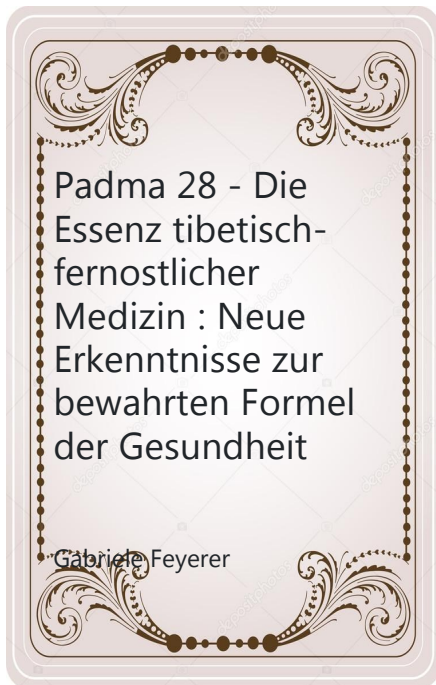 Padma 28 - Die
Essenz tibetisch-
fernostlicher
Medizin : Neue
Erkenntnisse zur
bewahrten Formel
der Gesundheit
Gabriele Feyerer